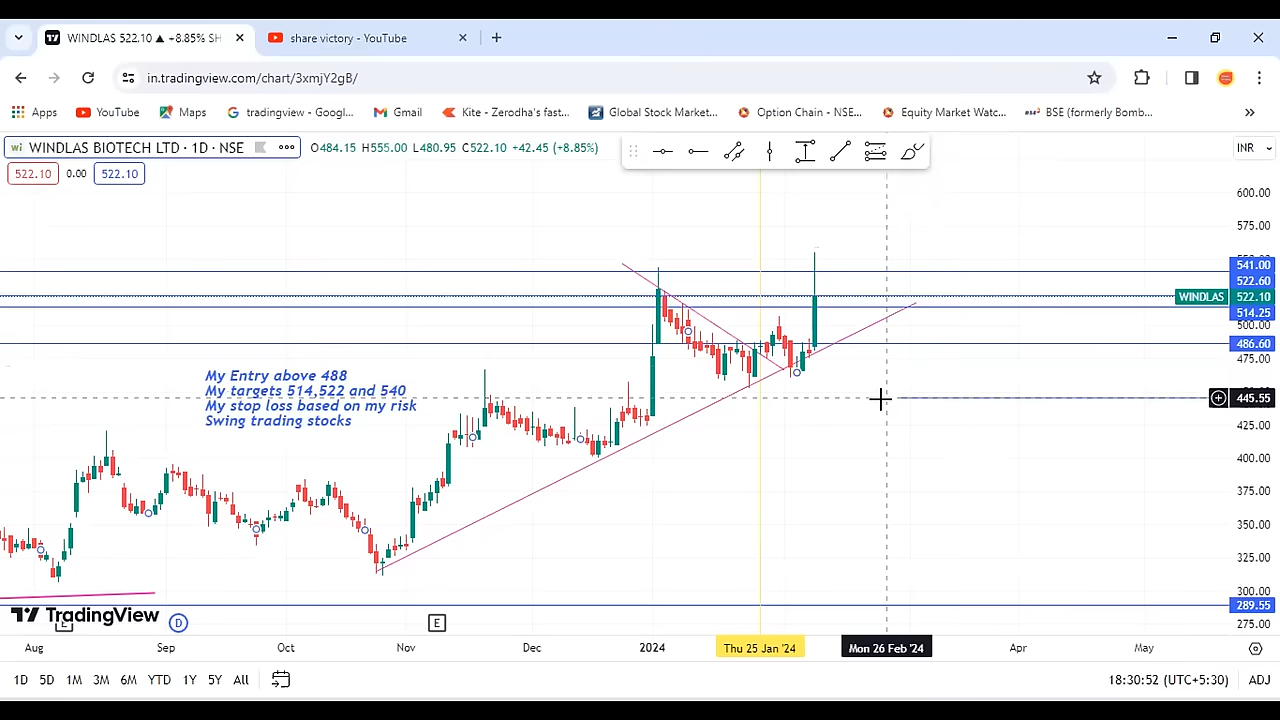 WINDLAS 522.10 ▲ +8.85% SH
share victory - YouTube
in.tradingview.com/chart/3xmjY2gB/
Apps
YouTube
Maps
tradingview - Googl...
Gmail
Kite - Zerodha's fast...
Global Stock Market...
Option Chain - NSE...
Equity Market Watc...
BSE (formerly Bomb...
WINDLAS BIOTECH LTD · 1D · NSE
O484.15 H555.00 L480.95 C522.10 +42.45 (+8.85%)
INR
522.10 0.00 522.10
600.00
575.00
541.00
522.60
WINDLAS 522.10
514.25
500.00
486.60
475.00
445.55
425.00
400.00
375.00
350.00
325.00
300.00
289.55
275.00
My Entry above 488
My targets 514,522 and 540
My stop loss based on my risk
Swing trading stocks
TradingView
D
E
Aug Sep Oct Nov Dec 2024 Thu 25 Jan '24 Mon 26 Feb '24 Apr May
1D 5D 1M 3M 6M YTD 1Y 5Y All
18:30:52 (UTC+5:30) ADJ